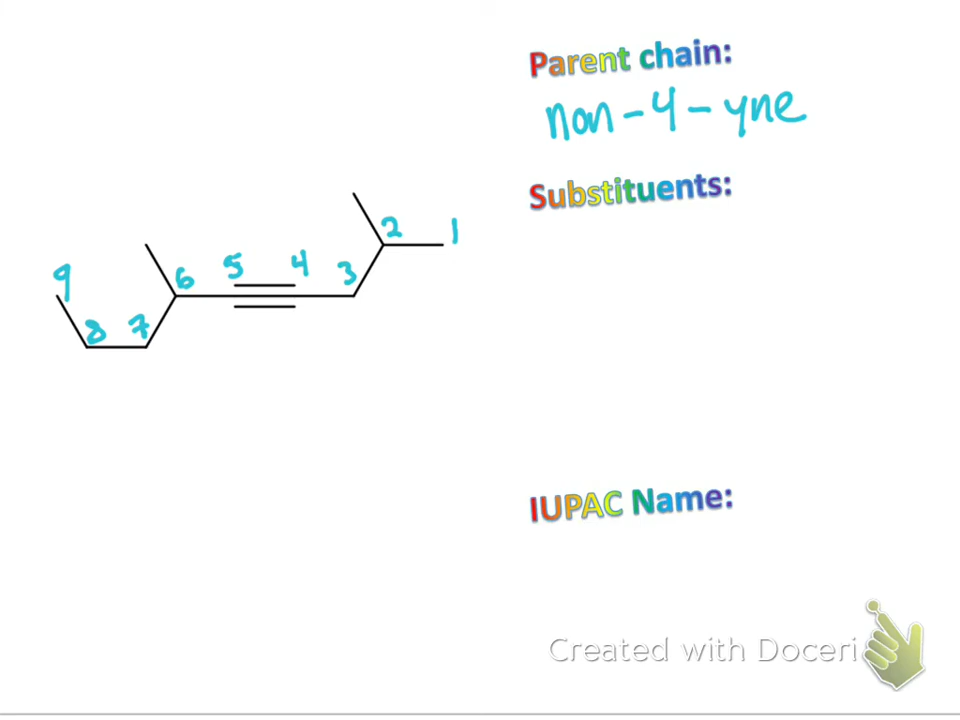 Parent chain:
non-4-yne
Substituents:
1
2
3
4
5
6
7
8
9
IUPAC Name:
Created with Doceri